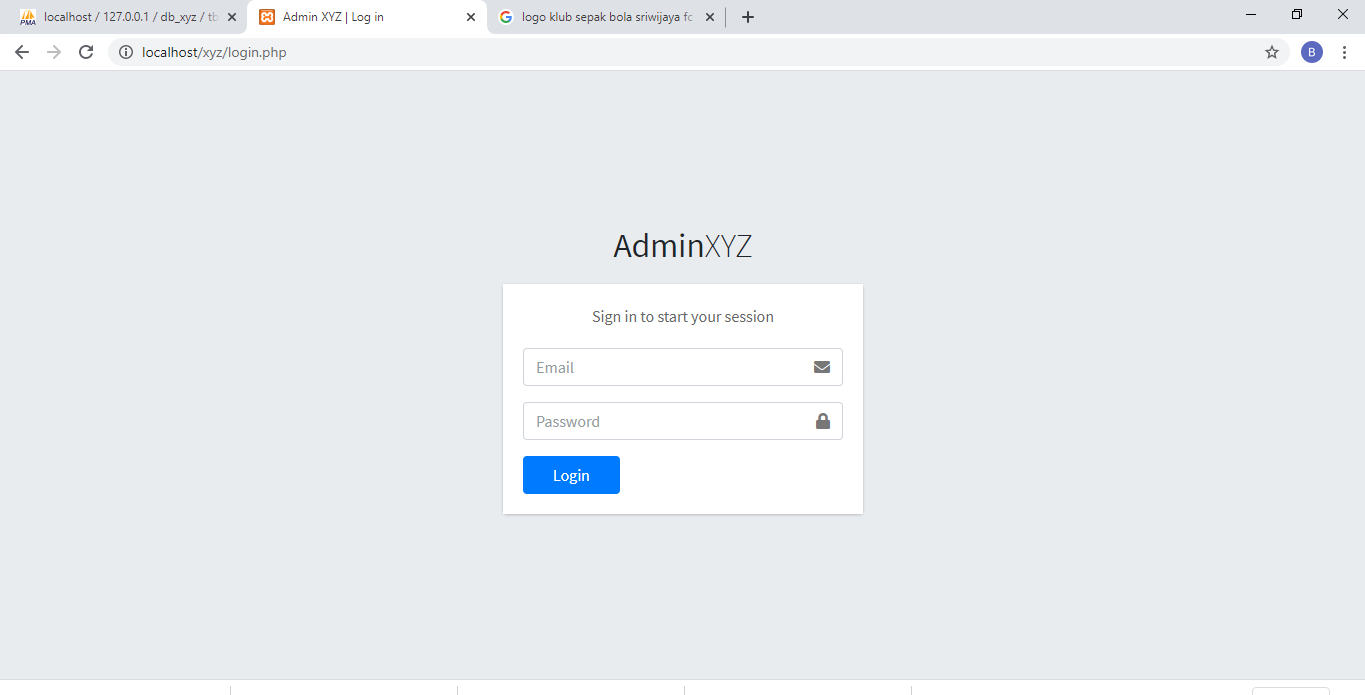 PMA
localhost / 127.0.0.1 / db_xyz / tb
Admin XYZ | Log in
logo klub sepak bola sriwijaya fc
localhost/xyz/login.php
B
AdminXYZ
Sign in to start your session
Email
Password
Login